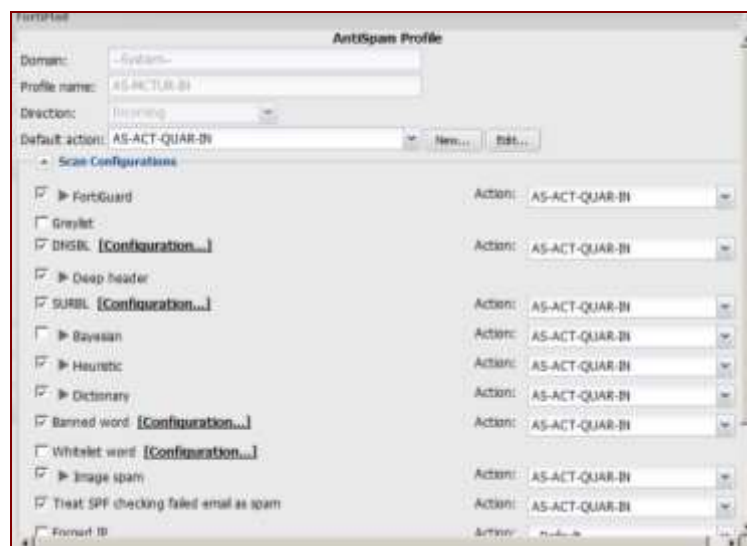 FortiMail
AntiSpam Profile
Domain: --System--
Profile name:
Direction: Incoming
Default action: AS-ACT-QUAR-IN New... Edit...
Scan Configurations
FortiGuard Action: AS-ACT-QUAR-IN
Greylist
DNSBL [Configuration...] Action: AS-ACT-QUAR-IN
Deep header
SURBL [Configuration...] Action: AS-ACT-QUAR-IN
Bayesian Action: AS-ACT-QUAR-IN
Heuristic Action: AS-ACT-QUAR-IN
Dictionary Action: AS-ACT-QUAR-IN
Banned word [Configuration...] Action: AS-ACT-QUAR-IN
Whitelist word [Configuration...]
Image spam Action: AS-ACT-QUAR-IN
Treat SPF checking failed email as spam Action: AS-ACT-QUAR-IN
Forged IP Action: --Default--